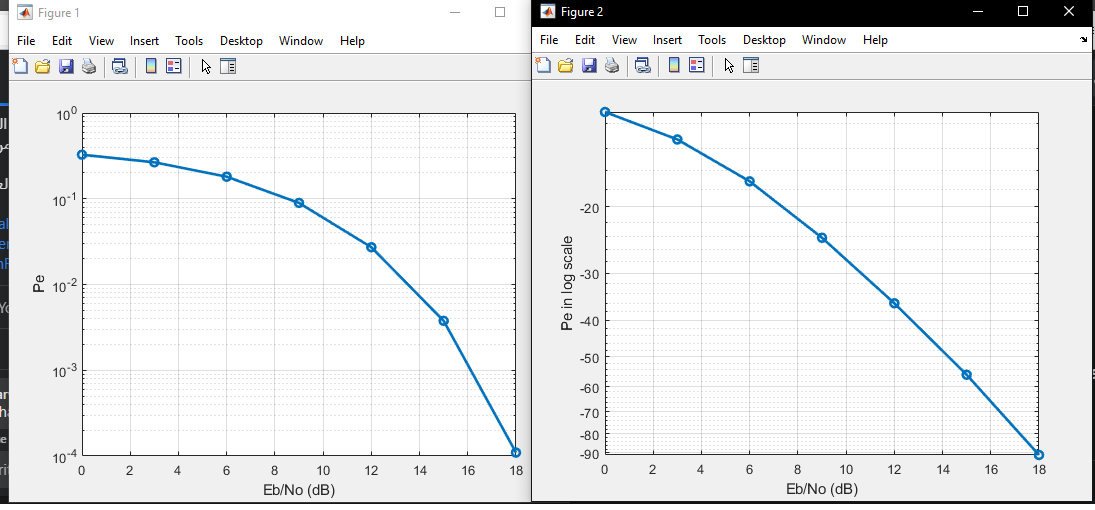 Figure 1
File Edit View Insert Tools Desktop Window Help
10^0
10^-1
10^-2
10^-3
10^-4
Pe
0 2 4 6 8 10 12 14 16 18
Eb/No (dB)
Figure 2
File Edit View Insert Tools Desktop Window Help
-20
-30
-40
-50
-60
-70
-80
-90
Pe in log scale
0 2 4 6 8 10 12 14 16 18
Eb/No (dB)